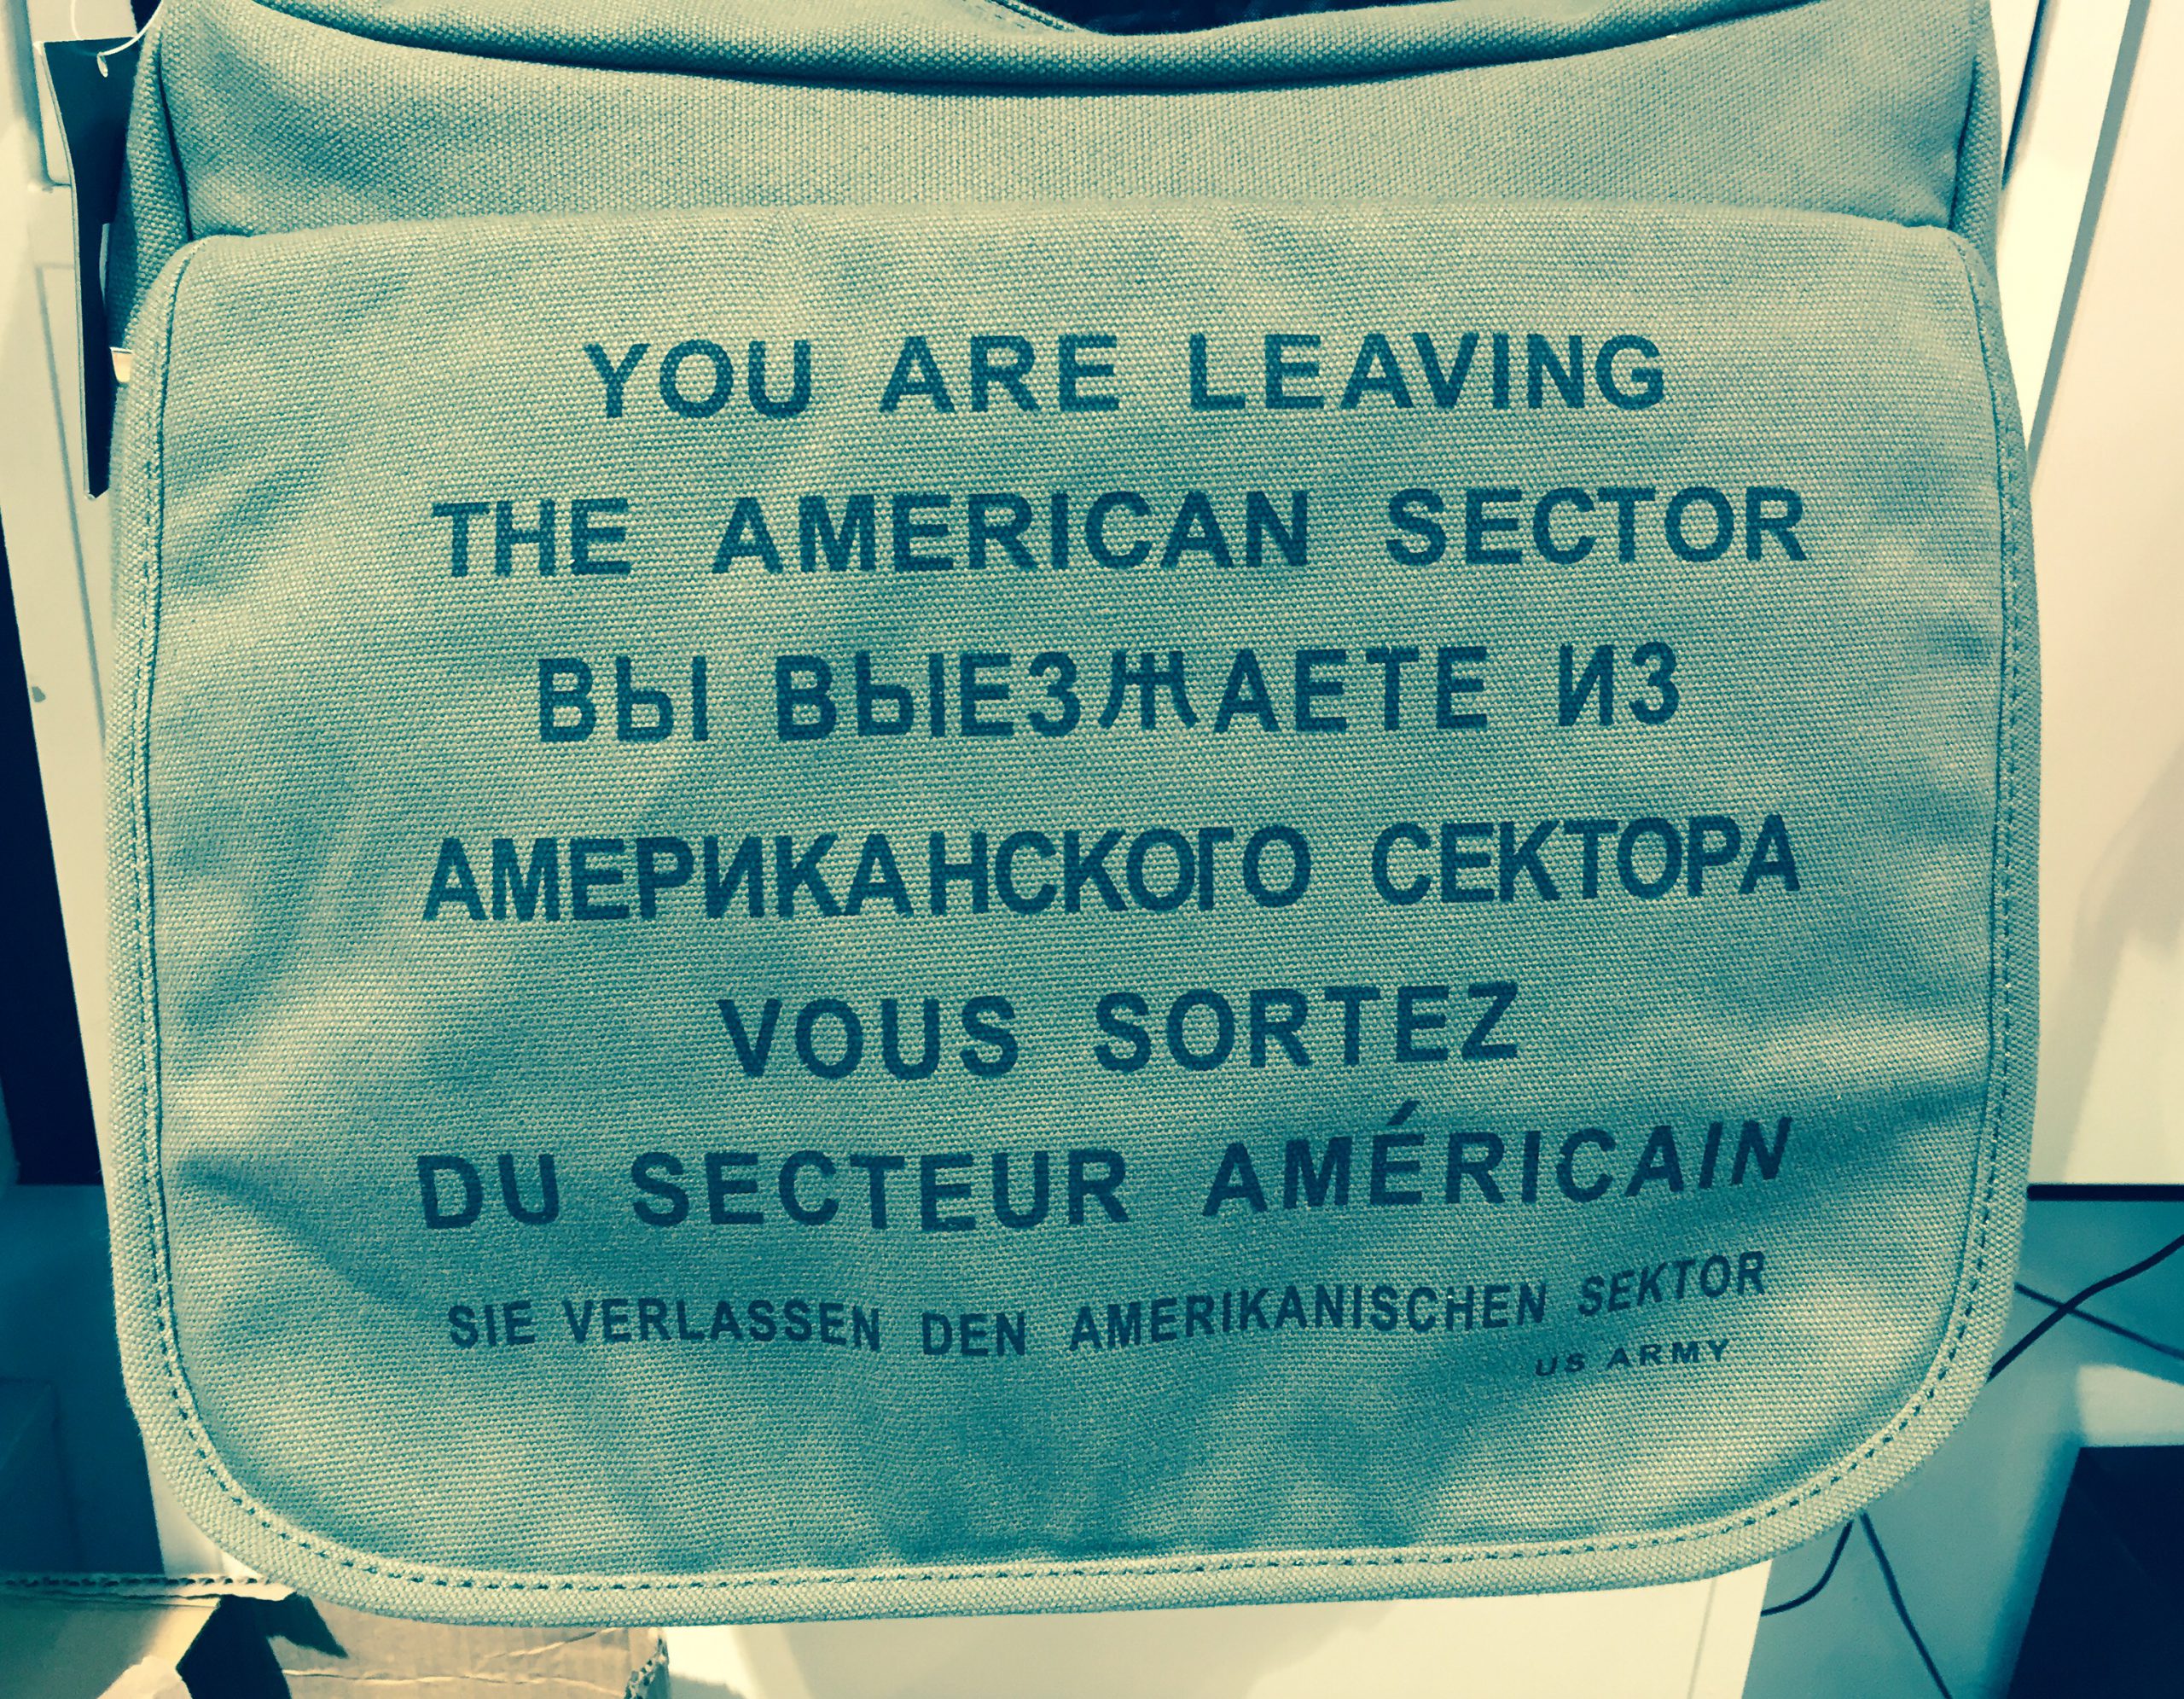 YOU ARE LEAVING
THE AMERICAN SECTOR
ВЫ ВЫЕЗЖАЕТЕ ИЗ
АМЕРИКАНСКОГО СЕКТОРА
VOUS SORTEZ
DU SECTEUR AMÉRICAIN
SIE VERLASSEN DEN AMERIKANISCHEN SEKTOR
US ARMY